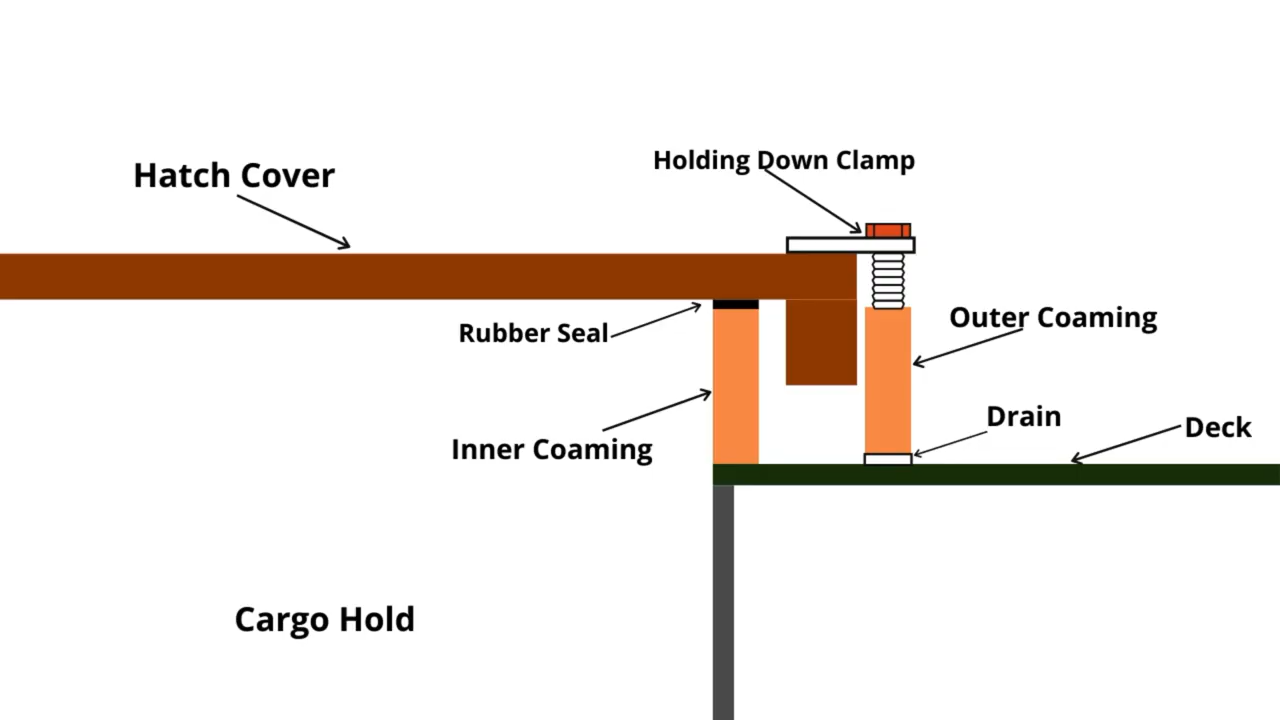 Holding Down Clamp
Hatch Cover
Outer Coaming
Rubber Seal
Drain
Deck
Inner Coaming
Cargo Hold